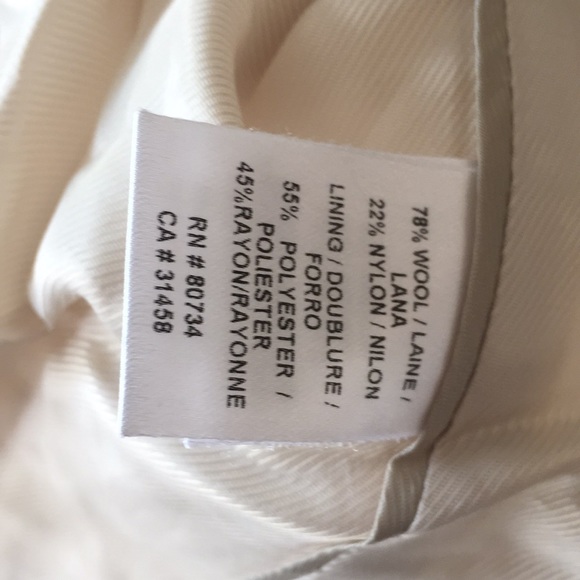 78% WOOL / LAINE /
LANA
22% NYLON / NILON
LINING / DOUBLURE /
FORRO
55% POLYESTER /
POLIESTER
45%RAYON/RAYONNE
RN # 80734
CA # 31458